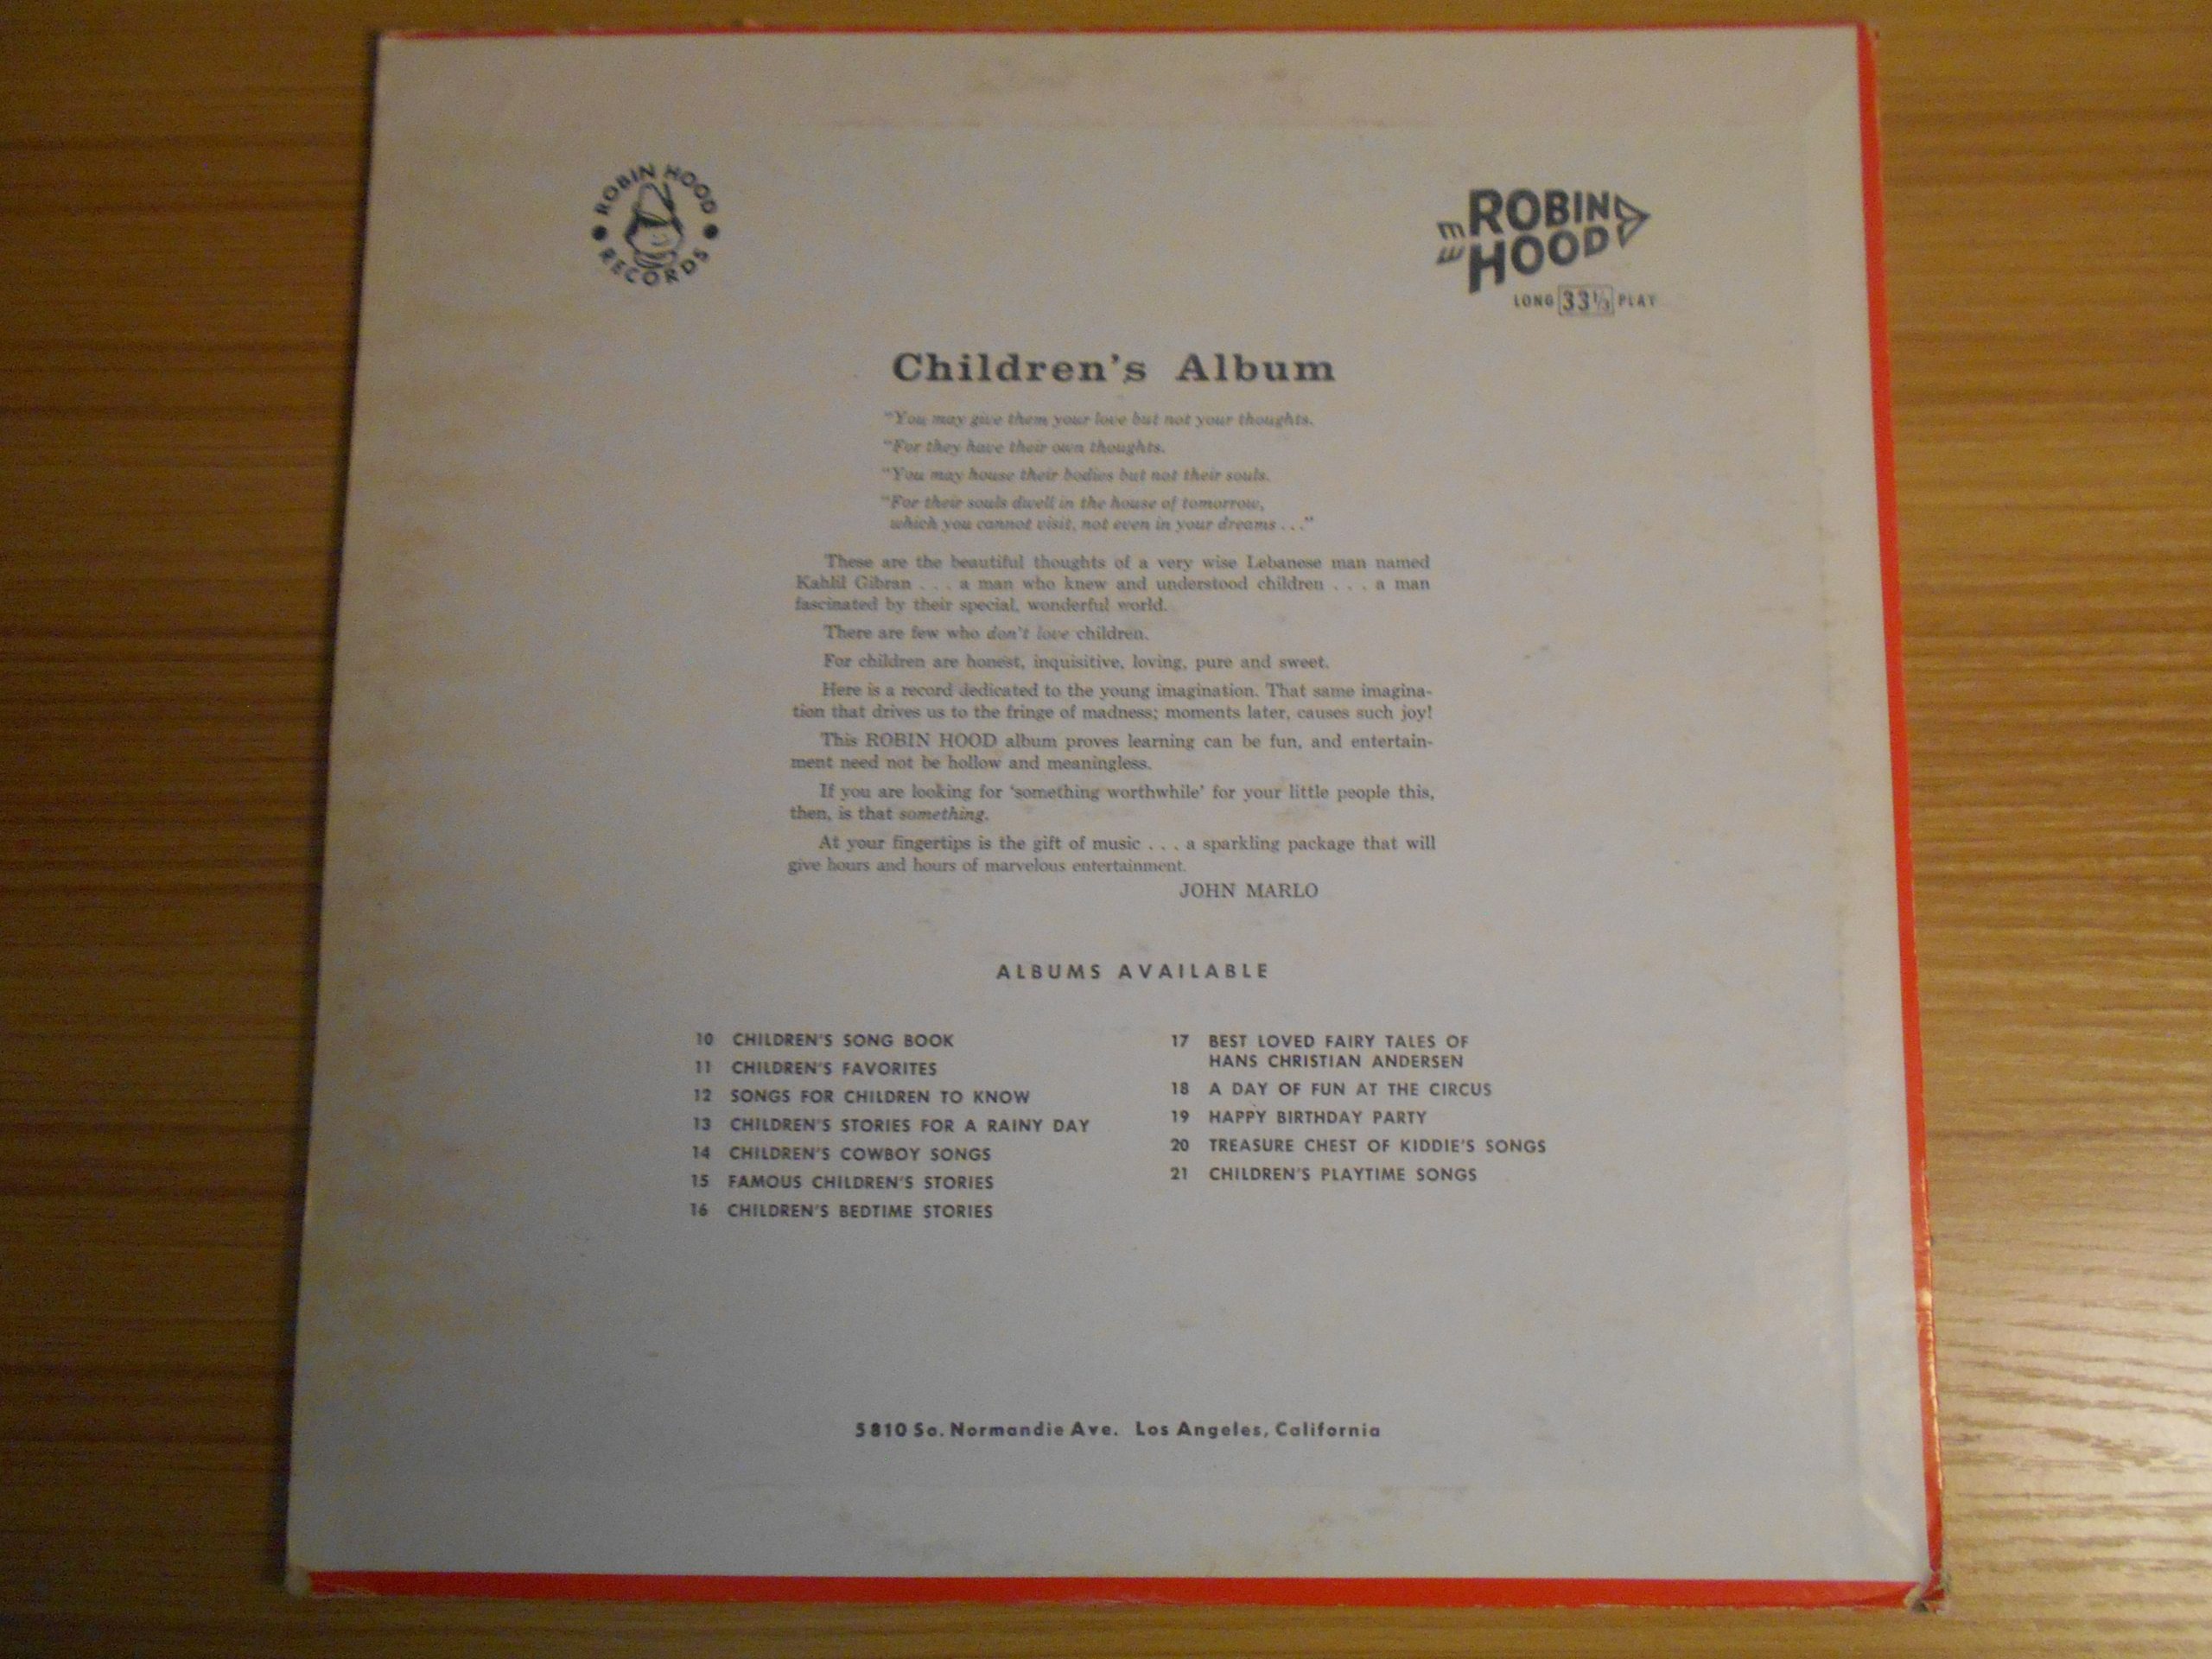 ROBIN HOOD
RECORDS
ROBIN
HOOD
LONG 33⅓ PLAY
Children's Album
"You may give them your love but not your thoughts.
"For they have their own thoughts.
"You may house their bodies but not their souls.
"For their souls dwell in the house of tomorrow,
which you cannot visit, not even in your dreams . . ."
These are the beautiful thoughts of a very wise Lebanese man named
Kahlil Gibran . . . a man who knew and understood children . . . a man
fascinated by their special, wonderful world.
There are few who don't love children.
For children are honest, inquisitive, loving, pure and sweet.
Here is a record dedicated to the young imagination. That same imagina-
tion that drives us to the fringe of madness; moments later, causes such joy!
This ROBIN HOOD album proves learning can be fun, and entertain-
ment need not be hollow and meaningless.
If you are looking for 'something worthwhile' for your little people this,
then, is that something.
At your fingertips is the gift of music . . . a sparkling package that will
give hours and hours of marvelous entertainment.
JOHN MARLO
ALBUMS AVAILABLE
10 CHILDREN'S SONG BOOK
11 CHILDREN'S FAVORITES
12 SONGS FOR CHILDREN TO KNOW
13 CHILDREN'S STORIES FOR A RAINY DAY
14 CHILDREN'S COWBOY SONGS
15 FAMOUS CHILDREN'S STORIES
16 CHILDREN'S BEDTIME STORIES
17 BEST LOVED FAIRY TALES OF
HANS CHRISTIAN ANDERSEN
18 A DAY OF FUN AT THE CIRCUS
19 HAPPY BIRTHDAY PARTY
20 TREASURE CHEST OF KIDDIE'S SONGS
21 CHILDREN'S PLAYTIME SONGS
5810 So. Normandie Ave. Los Angeles, California